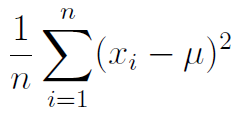 $\frac{1}{n} \sum_{i=1}^{n} (x_i - \mu)^2$